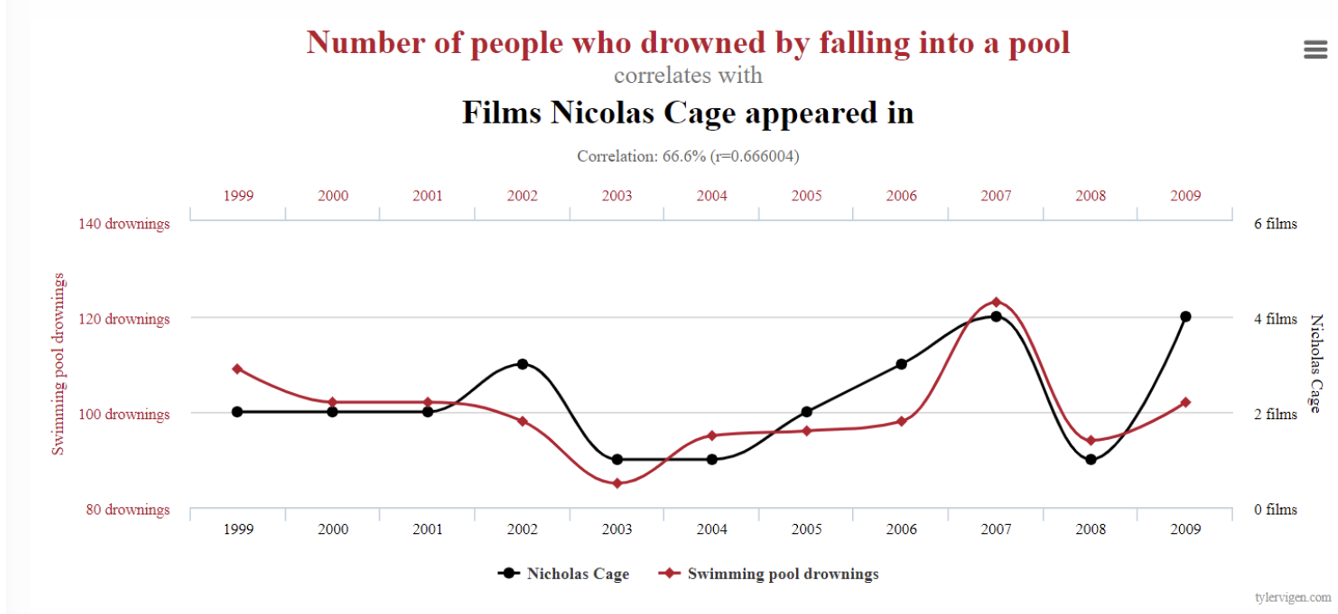 Number of people who drowned by falling into a pool
correlates with
Films Nicolas Cage appeared in
Correlation: 66.6% (r=0.666004)
1999 2000 2001 2002 2003 2004 2005 2006 2007 2008 2009
140 drownings 6 films
120 drownings 4 films
100 drownings 2 films
80 drownings 0 films
Swimming pool drownings
Nicholas Cage
1999 2000 2001 2002 2003 2004 2005 2006 2007 2008 2009
Nicholas Cage Swimming pool drownings
tylervigen.com